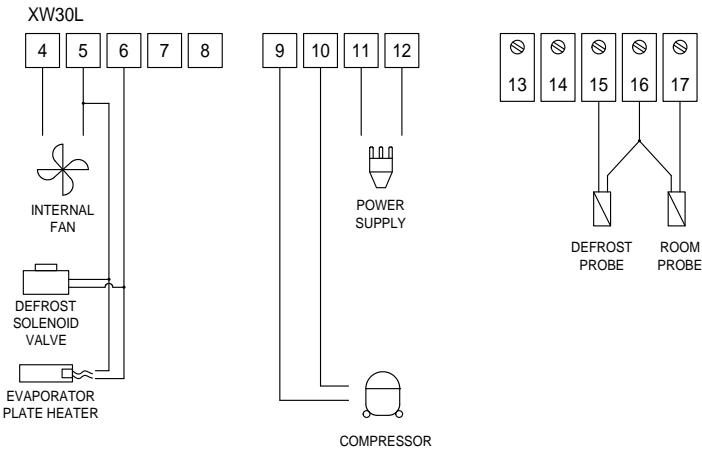 XW30L
4 5 6 7 8 9 10 11 12
13 14 15 16 17
INTERNAL
FAN
POWER
SUPPLY
DEFROST
PROBE
ROOM
PROBE
DEFROST
SOLENOID
VALVE
EVAPORATOR
PLATE HEATER
COMPRESSOR